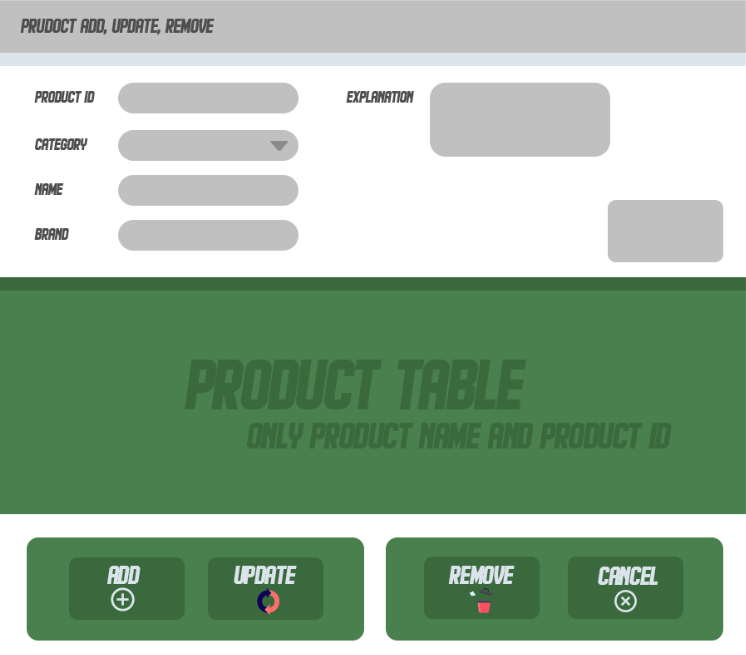 PRUDOCT ADD, UPDATE, REMOVE
PRODUCT ID
EXPLANATION
CATEGORY
NAME
BRAND
PRODUCT TABLE
ONLY PRODUCT NAME AND PRODUCT ID
ADD
UPDATE
REMOVE
CANCEL